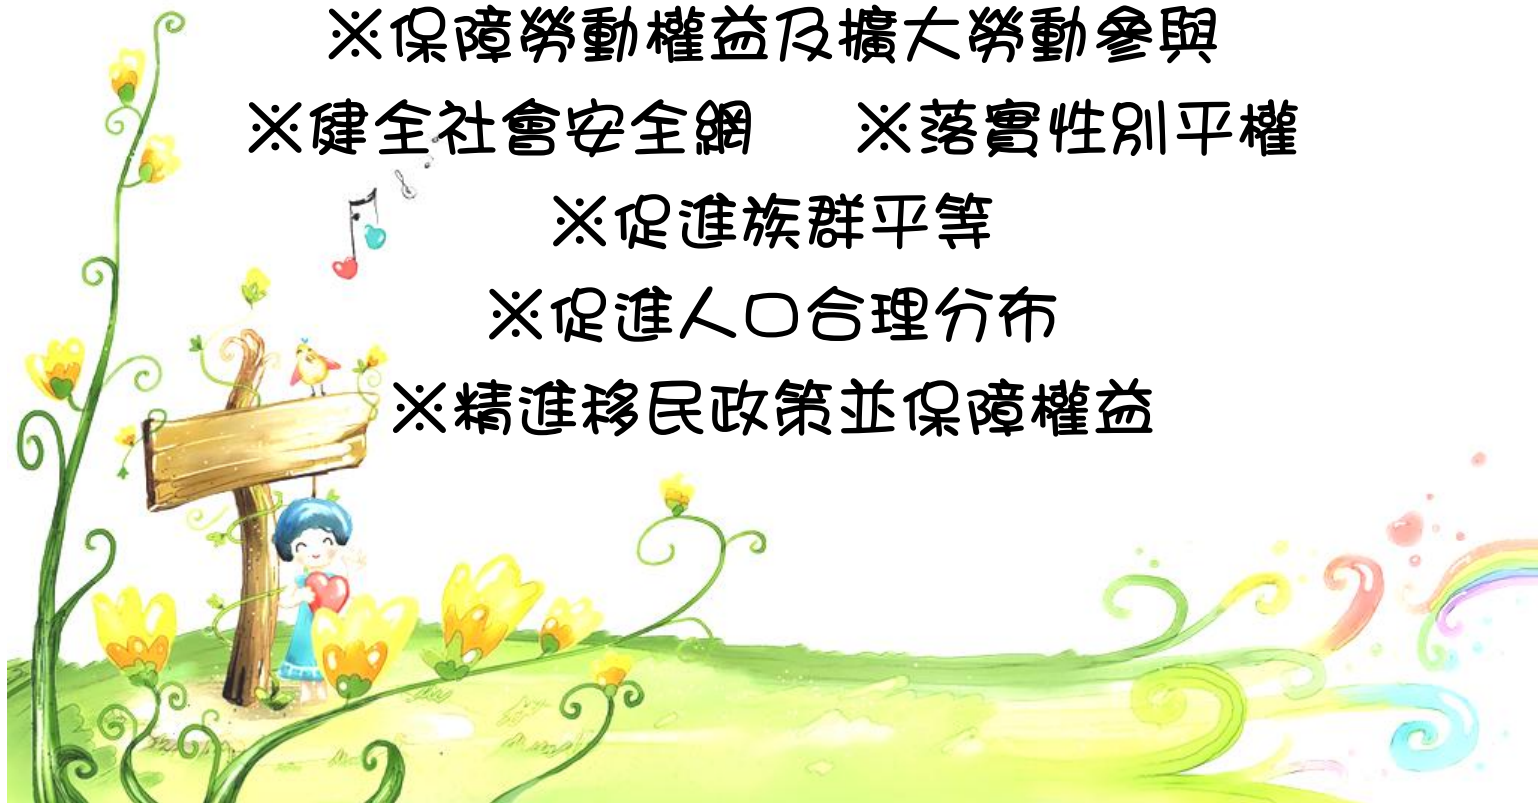 ※保障勞動權益及擴大勞動參與
※健全社會安全網 ※落實性別平權
※促進族群平等
※促進人口合理分布
※精進移民政策並保障權益